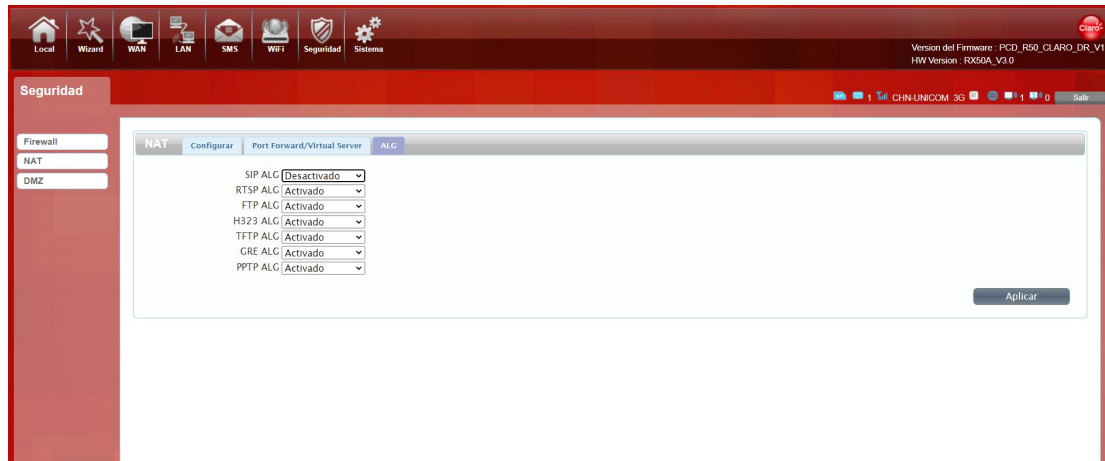 Claro
Local Wizard WAN LAN SMS WiFi Seguridad Sistema
Version del Firmware : PCD_R50_CLARO_DR_V1
HW Version : RX50A_V3.0
Seguridad
1 CHN-UNICOM 3G R 1 0 Salir
Firewall
NAT
DMZ
NAT Configurar Port Forward/Virtual Server ALG
SIP ALG Desactivado
RTSP ALG Activado
FTP ALG Activado
H323 ALG Activado
TFTP ALG Activado
GRE ALG Activado
PPTP ALG Activado
Aplicar